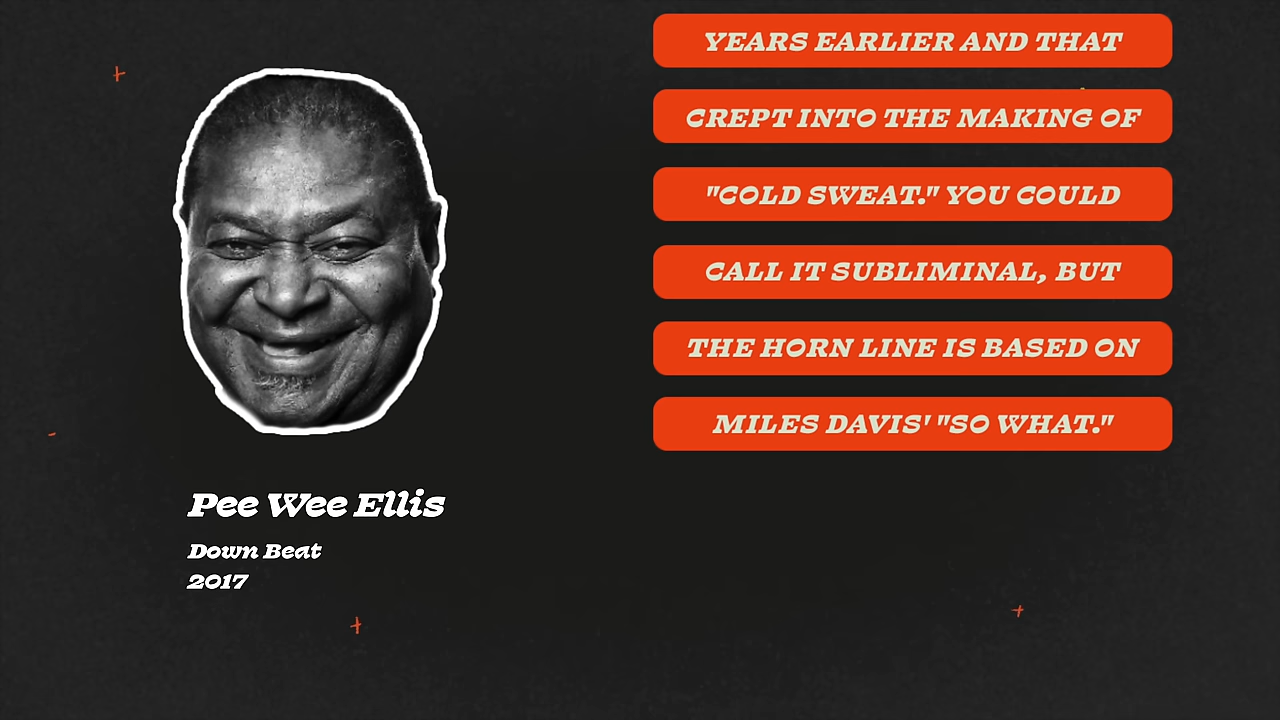 YEARS EARLIER AND THAT
CREPT INTO THE MAKING OF
"COLD SWEAT." YOU COULD
CALL IT SUBLIMINAL, BUT
THE HORN LINE IS BASED ON
MILES DAVIS' "SO WHAT."
Pee Wee Ellis
Down Beat
2017